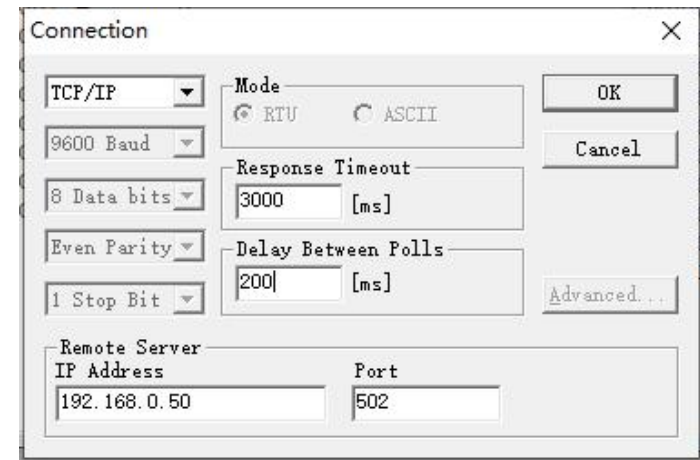 Connection
TCP/IP
9600 Baud
8 Data bits
Even Parity
1 Stop Bit
Mode
RTU ASCII
Response Timeout
3000 [ms]
Delay Between Polls
200 [ms]
OK
Cancel
Advanced...
Remote Server
IP Address Port
192.168.0.50 502